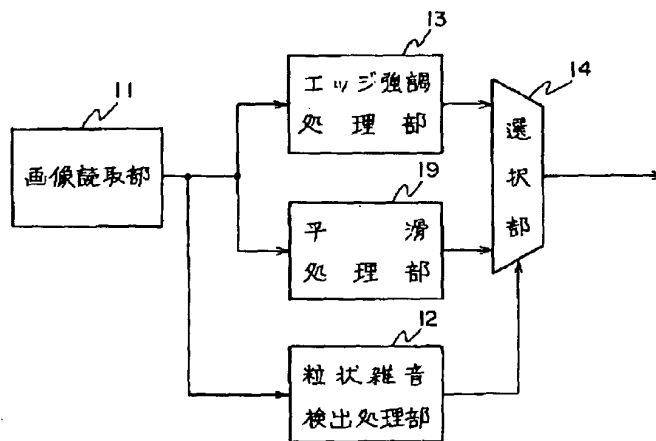 13
エッジ強調
処理部
14
選択部
11
画像読取部
19
平滑
処理部
12
粒状雑音
検出処理部